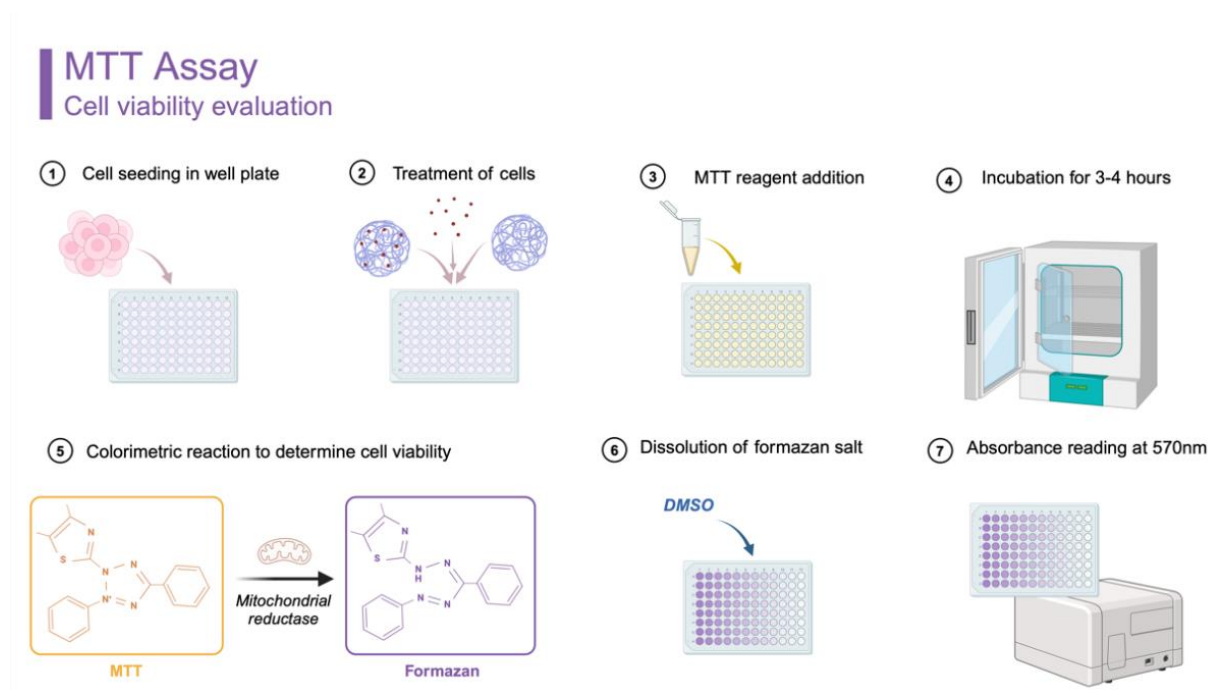 MTT Assay
Cell viability evaluation
1 Cell seeding in well plate
2 Treatment of cells
3 MTT reagent addition
4 Incubation for 3-4 hours
5 Colorimetric reaction to determine cell viability
S
N
N
N
N+
N
Mitochondrial
reductase
S
N
N
H
N
N
N
MTT
Formazan
6 Dissolution of formazan salt
DMSO
7 Absorbance reading at 570nm